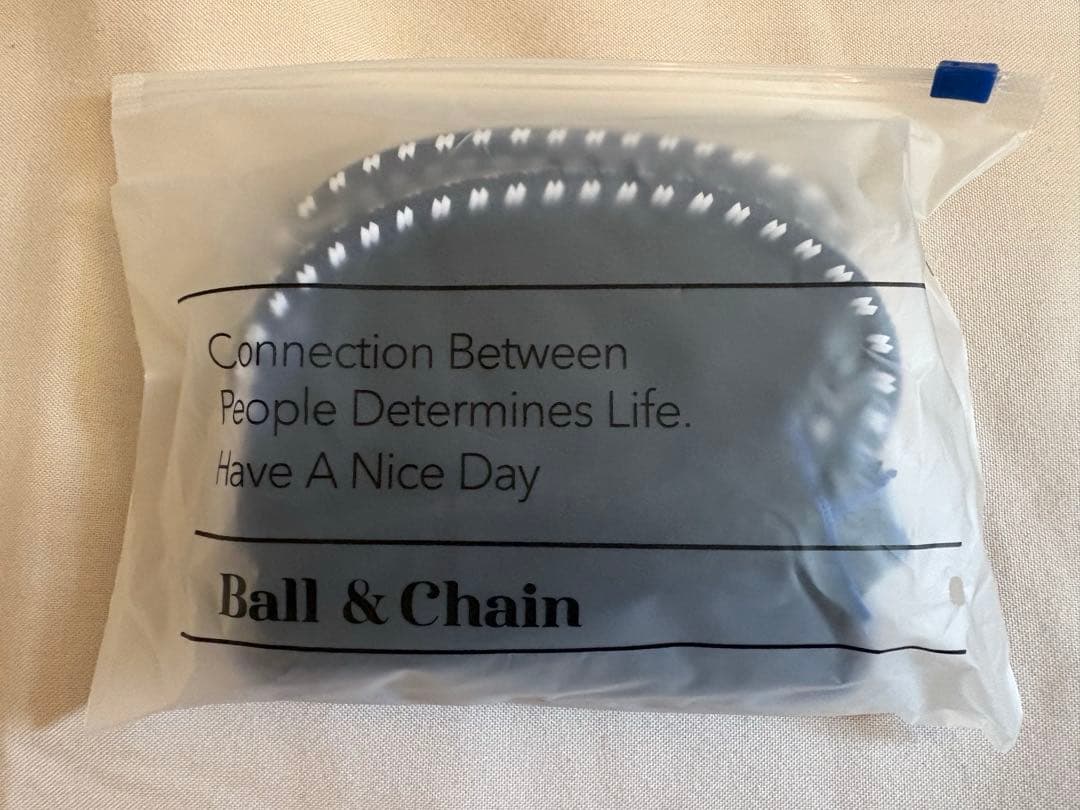 Connection Between
People Determines Life.
Have A Nice Day
Ball & Chain